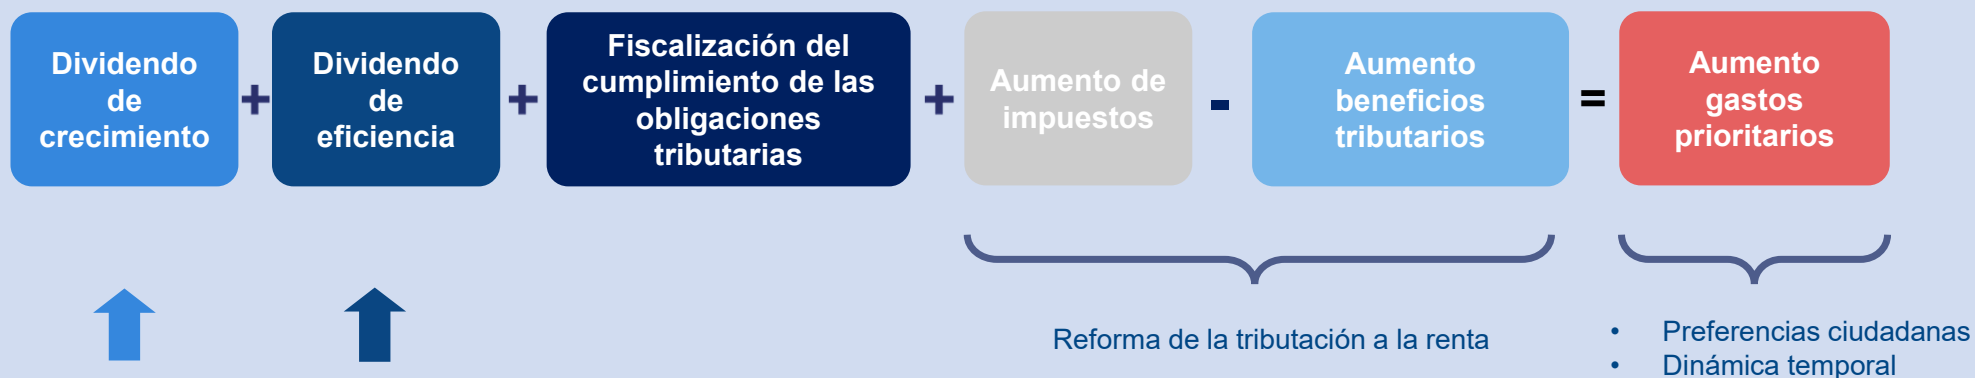 Dividendo
de
crecimiento
+
Dividendo
de
eficiencia
+
Fiscalización del
cumplimiento de las
obligaciones
tributarias
+
Aumento de
impuestos
-
Aumento
beneficios
tributarios
=
Aumento
gastos
prioritarios
Reforma de la tributación a la renta
• Preferencias ciudadanas
• Dinámica temporal